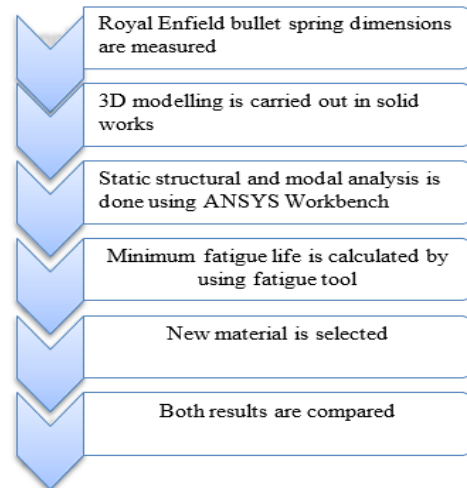 Royal Enfield bullet spring dimensions
are measured
3D modelling is carried out in solid
works
Static structural and modal analysis is
done using ANSYS Workbench
Minimum fatigue life is calculated by
using fatigue tool
New material is selected
Both results are compared